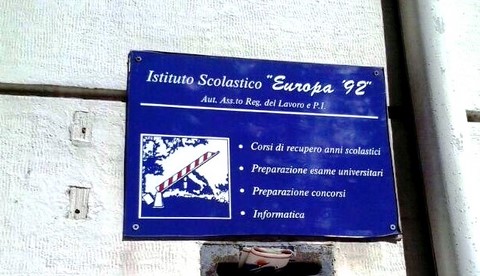 Istituto Scolastico "Europa '92"
Aut. Ass.to Reg. del Lavoro e P.I.
• Corsi di recupero anni scolastici
• Preparazione esame universitari
• Preparazione concorsi
• Informatica